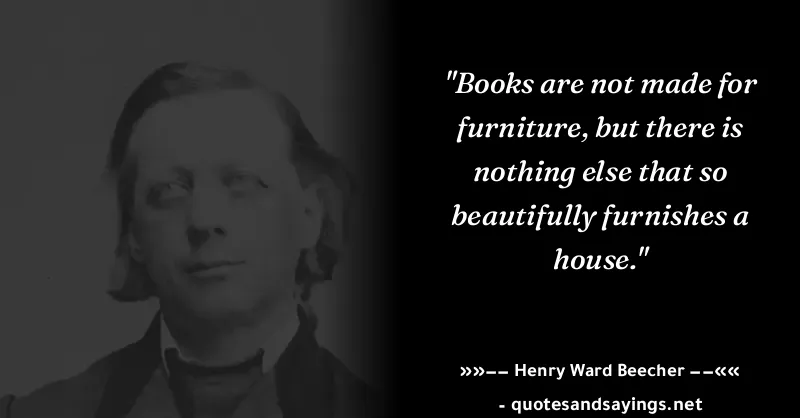 "Books are not made for
furniture, but there is
nothing else that so
beautifully furnishes a
house."
»»−− Henry Ward Beecher −−««
- quotesandsayings.net